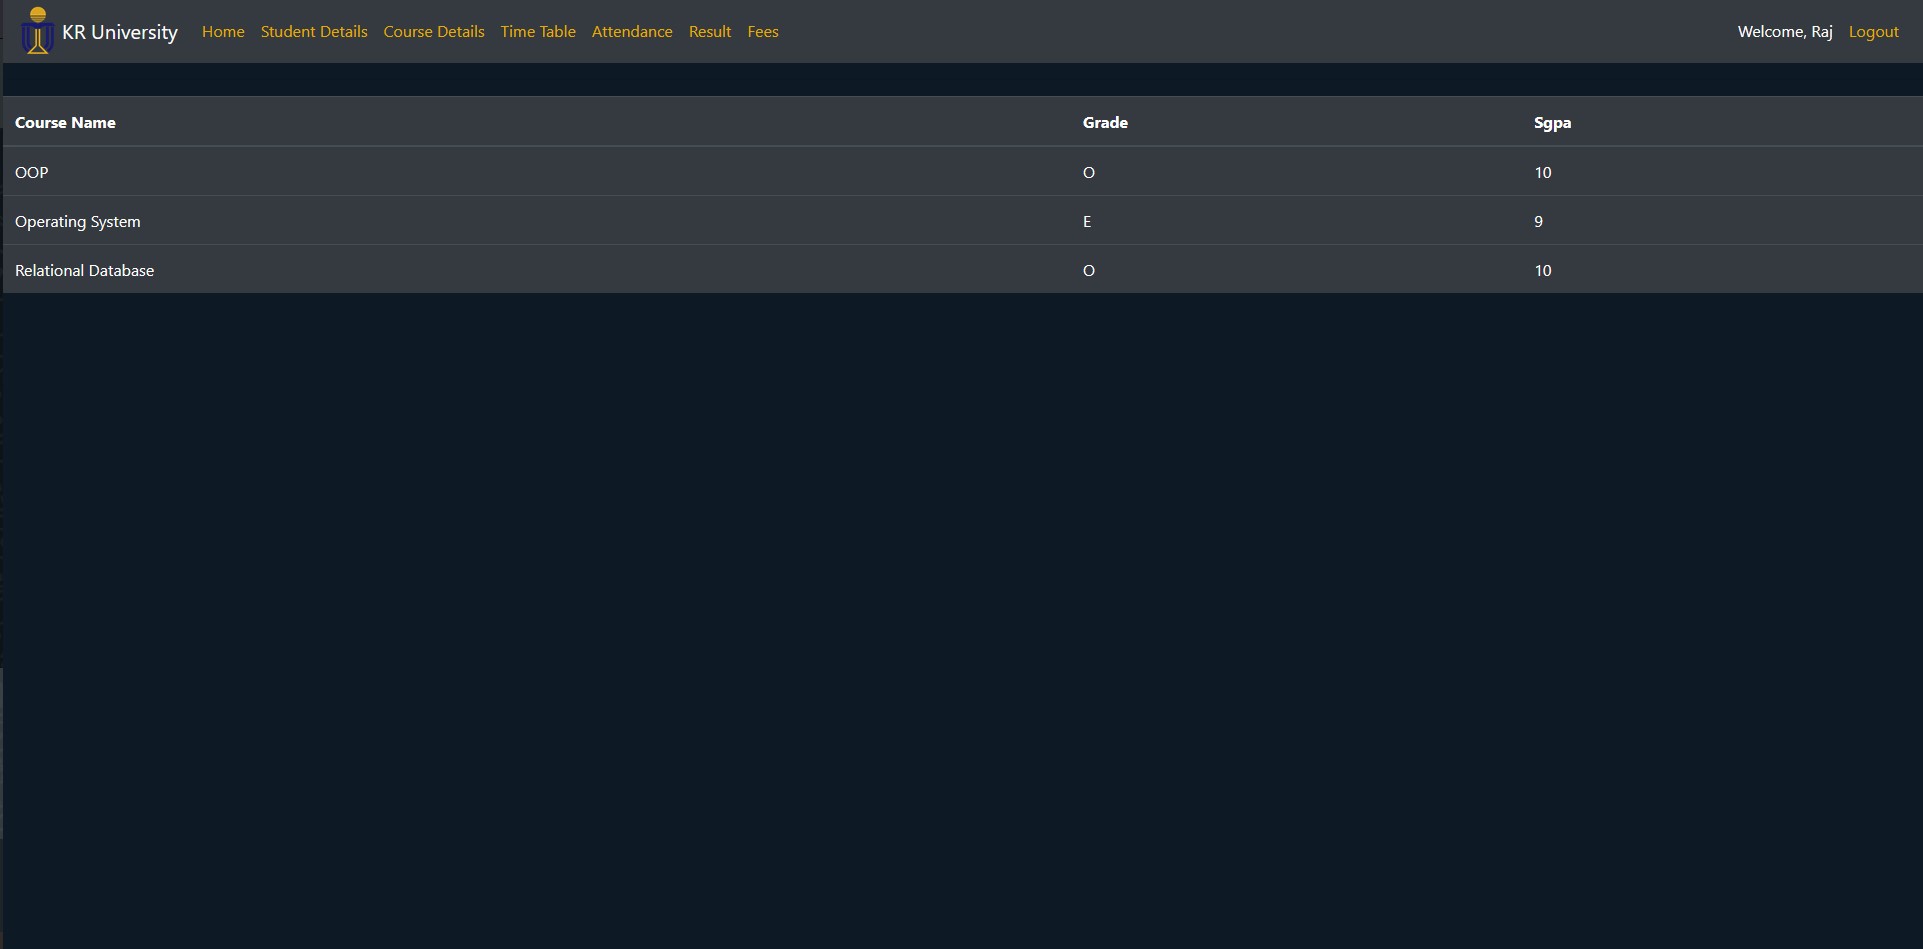 KR University Home Student Details Course Details Time Table Attendance Result Fees Welcome, Raj Logout
Course Name Grade Sgpa
OOP O 10
Operating System E 9
Relational Database O 10